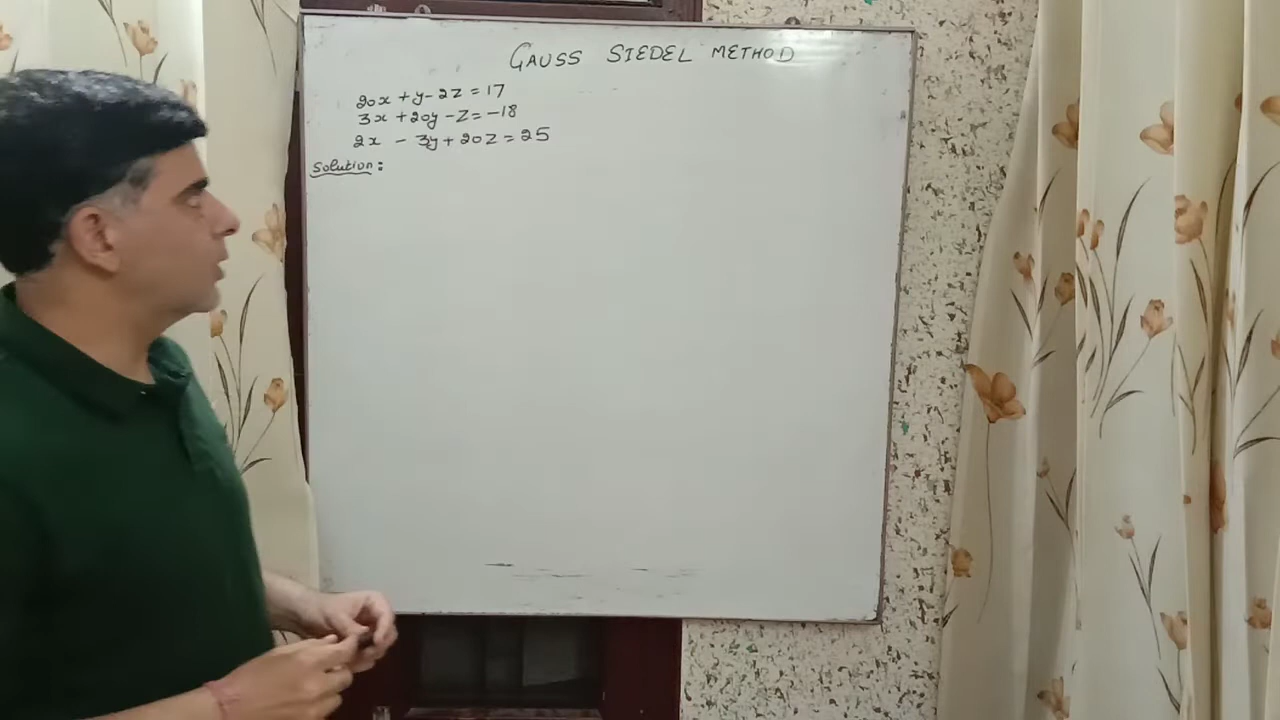 GAUSS SIEDEL METHOD
20x + y - 2z = 17
3x + 20y - z = -18
2x - 3y + 20z = 25
Solution: